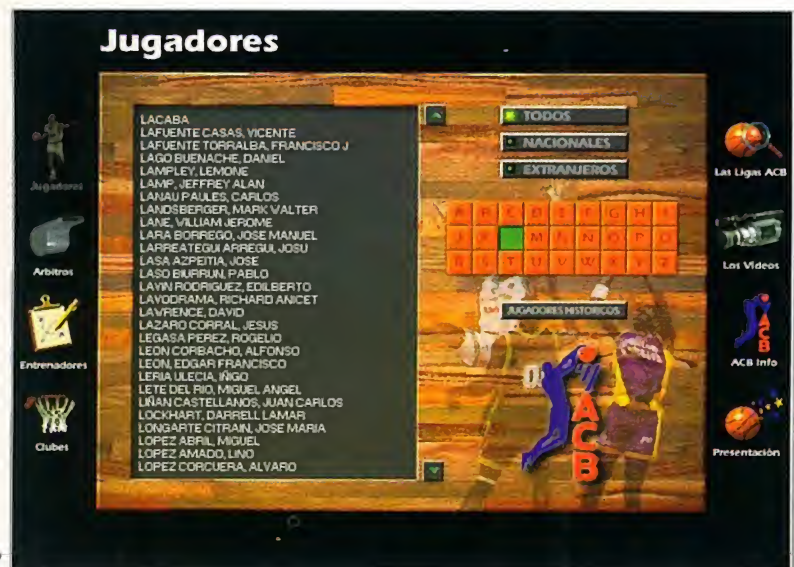 Jugadores
LACABA
LAFUENTE CASAS, VICENTE
LAFUENTE TORRALBA, FRANCISCO J
LAGO BUENACHE, DANIEL
LAMPLEY, LEMONE
LAMP, JEFFREY ALAN
LANAU PAULES, CARLOS
LANDSBERGER, MARK WALTER
LANE, WILLIAM JEROME
LARA BORREGO, JOSE MANUEL
LARREATEGUI ARREGUI, JOSU
LASA AZPEITIA, JOSE
LASO BIURRUN, PABLO
LAYIN RODRIGUEZ, EDILBERTO
LAYODRAMA, RICHARD ANICET
LAWRENCE, DAVID
LAZARO CORRAL, JESUS
LEGASA PEREZ, ROGELIO
LEON CORBACHO, ALFONSO
LEON, EDGAR FRANCISCO
LERIA ULECIA, IÑIGO
LETE DEL RIO, MIGUEL ANGEL
LIÑAN CASTELLANOS, JUAN CARLOS
LOCKHART, DARRELL LAMAR
LONGARTE CITRAIN, JOSE MARIA
LOPEZ ABRIL, MIGUEL
LOPEZ AMADO, LINO
LOPEZ CORCUERA, ALVARO
TODOS
NACIONALES
EXTRANJEROS
A B C D E F G H I
J K M N Ñ O P Q
R S T U V W X Y Z
JUGADORES HISTORICOS
ACB
Jugadores
Arbitros
Entrenadores
Clubes
Las Ligas ACB
Los Vídeos
ACB
ACB Info
Presentación